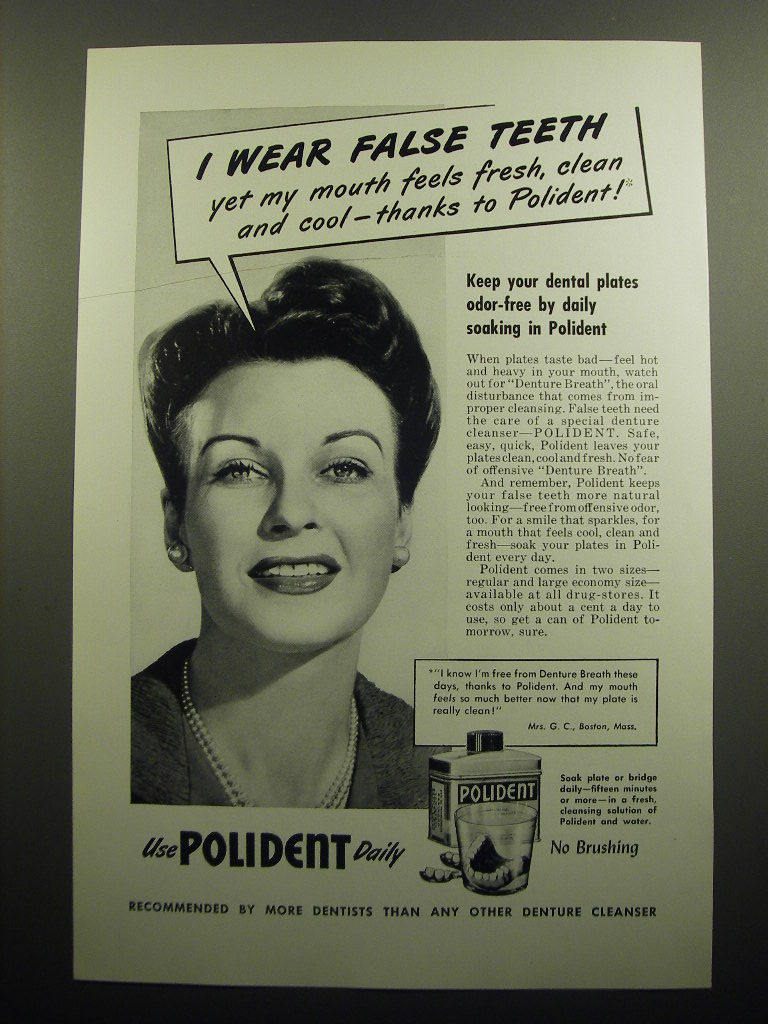 I WEAR FALSE TEETH
yet my mouth feels fresh, clean
and cool—thanks to Polident!*
Keep your dental plates
odor-free by daily
soaking in Polident
When plates taste bad—feel hot
and heavy in your mouth, watch
out for "Denture Breath", the oral
disturbance that comes from im-
proper cleansing. False teeth need
the care of a special denture
cleanser—POLIDENT. Safe,
easy, quick, Polident leaves your
plates clean, cool and fresh. No fear
of offensive "Denture Breath".
And remember, Polident keeps
your false teeth more natural
looking—free from offensive odor,
too. For a smile that sparkles, for
a mouth that feels cool, clean and
fresh—soak your plates in Poli-
dent every day.
Polident comes in two sizes—
regular and large economy size—
available at all drug-stores. It
costs only about a cent a day to
use, so get a can of Polident to-
morrow, sure.
*"I know I'm free from Denture Breath these
days, thanks to Polident. And my mouth
feels so much better now that my plate is
really clean!"
Mrs. G. C., Boston, Mass.
POLIDENT
Soak plate or bridge
daily—fifteen minutes
or more—in a fresh,
cleansing solution of
Polident and water.
No Brushing
Use POLIDENT Daily
RECOMMENDED BY MORE DENTISTS THAN ANY OTHER DENTURE CLEANSER